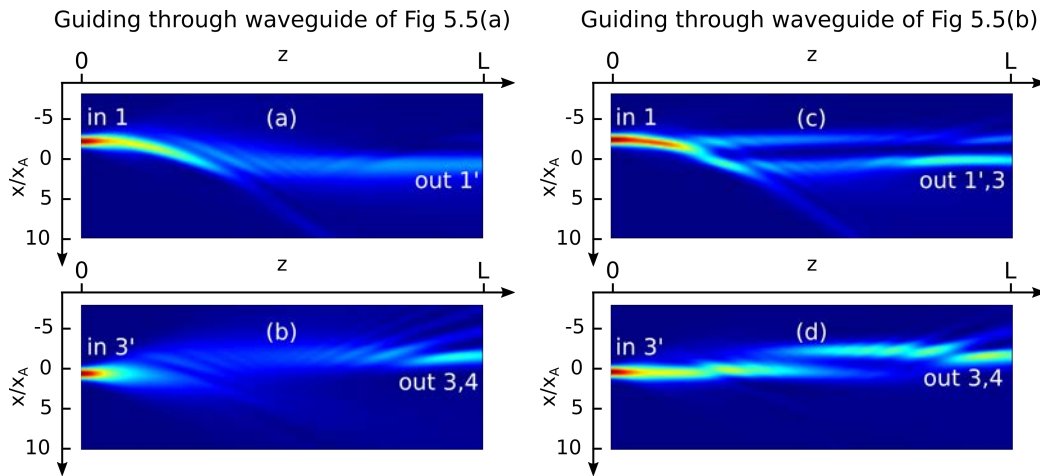 Guiding through waveguide of Fig 5.5(a)
z
0 L
x/x_A
-5
0
5
10
in 1
(a)
out 1'
z
0 L
x/x_A
-5
0
5
10
in 3'
(b)
out 3,4
Guiding through waveguide of Fig 5.5(b)
z
0 L
x/x_A
-5
0
5
10
in 1
(c)
out 1',3
z
0 L
x/x_A
-5
0
5
10
in 3'
(d)
out 3,4